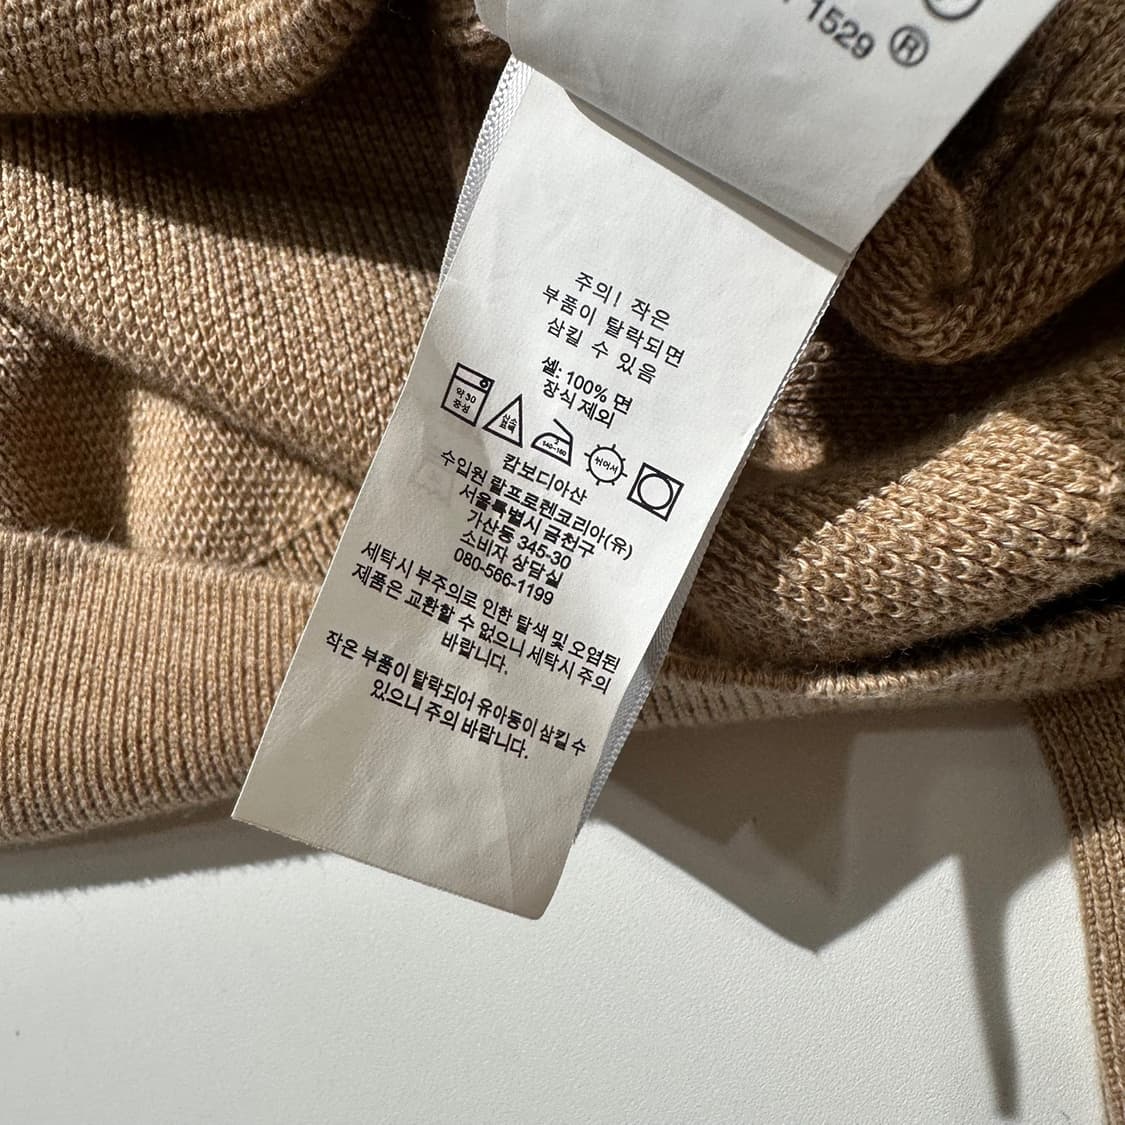 1529 ®
주의! 작은
부품이 탈락되면
삼킬 수 있음
셸: 100% 면
장식 제외
약 30
중성
산소
표백
2
140~160
뉘어서
캄보디아산
수입원 랄프로렌코리아(유)
서울특별시 금천구
가산동 345-30
소비자 상담실
080-566-1199
세탁시 부주의로 인한 탈색 및 오염된
제품은 교환할 수 없으니 세탁시 주의
바랍니다.
작은 부품이 탈락되어 유아동이 삼킬 수
있으니 주의 바랍니다.